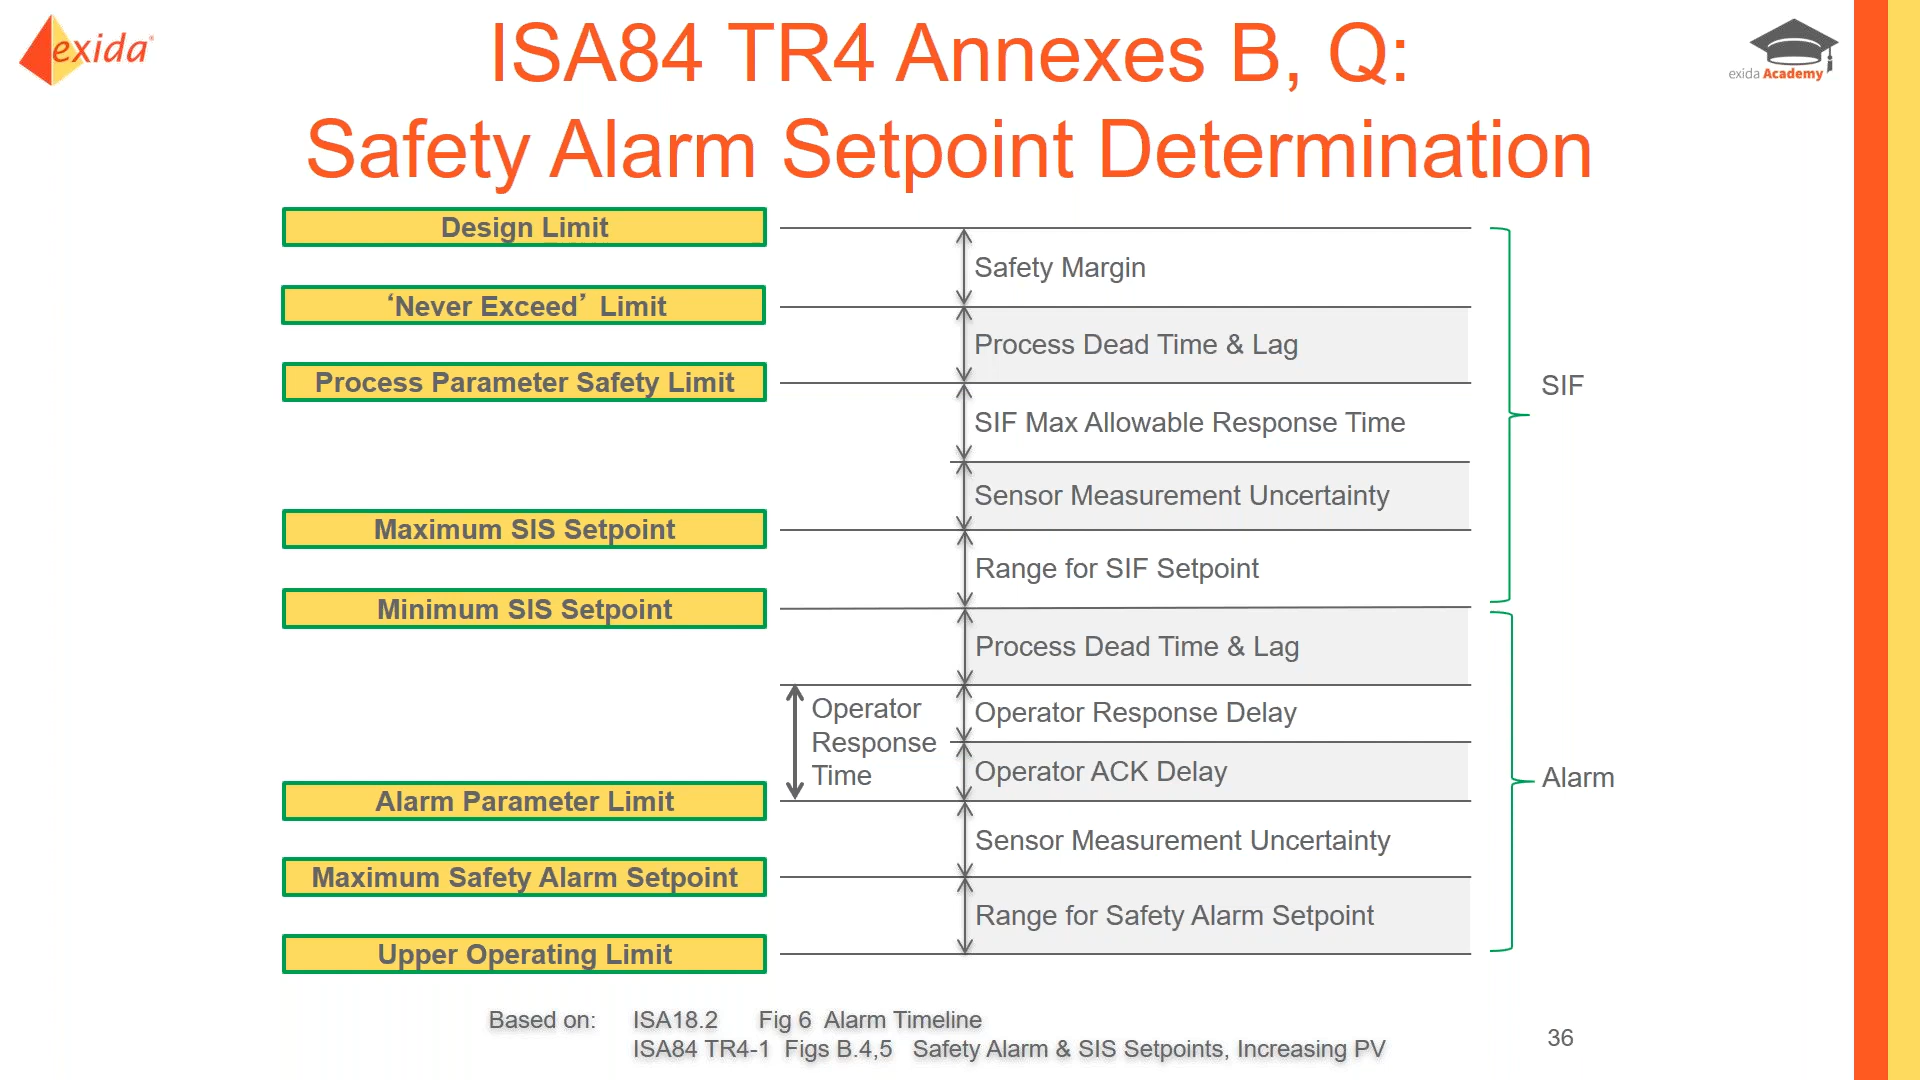 exida
ISA84 TR4 Annexes B, Q:
Safety Alarm Setpoint Determination
exida Academy
Design Limit
Safety Margin
‘Never Exceed’ Limit
Process Dead Time & Lag
Process Parameter Safety Limit
SIF
SIF Max Allowable Response Time
Sensor Measurement Uncertainty
Maximum SIS Setpoint
Range for SIF Setpoint
Minimum SIS Setpoint
Process Dead Time & Lag
Operator
Response
Time
Operator Response Delay
Operator ACK Delay
Alarm
Alarm Parameter Limit
Sensor Measurement Uncertainty
Maximum Safety Alarm Setpoint
Range for Safety Alarm Setpoint
Upper Operating Limit
Based on: ISA18.2 Fig 6 Alarm Timeline
ISA84 TR4-1 Figs B.4,5 Safety Alarm & SIS Setpoints, Increasing PV
36